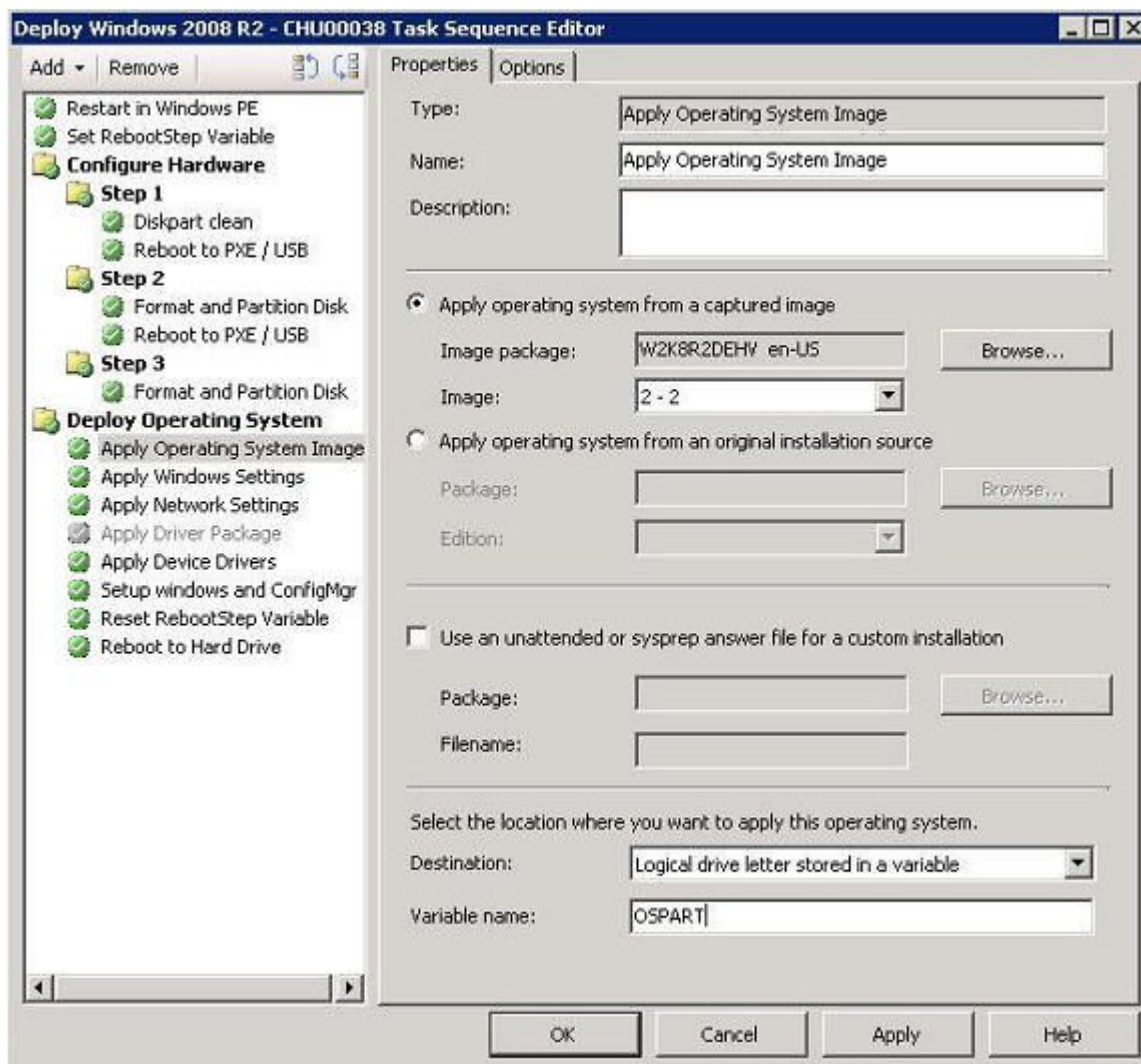 Deploy Windows 2008 R2 - CHU00038 Task Sequence Editor
Add Remove
Restart in Windows PE
Set RebootStep Variable
Configure Hardware
Step 1
Diskpart clean
Reboot to PXE / USB
Step 2
Format and Partition Disk
Reboot to PXE / USB
Step 3
Format and Partition Disk
Deploy Operating System
Apply Operating System Image
Apply Windows Settings
Apply Network Settings
Apply Driver Package
Apply Device Drivers
Setup windows and ConfigMgr
Reset RebootStep Variable
Reboot to Hard Drive
Properties Options
Type: Apply Operating System Image
Name: Apply Operating System Image
Description:
Apply operating system from a captured image
Image package: W2K8R2DEHV en-US Browse...
Image: 2 - 2
Apply operating system from an original installation source
Package: Browse...
Edition:
Use an unattended or sysprep answer file for a custom installation
Package: Browse...
Filename:
Select the location where you want to apply this operating system.
Destination: Logical drive letter stored in a variable
Variable name: OSPART
OK Cancel Apply Help